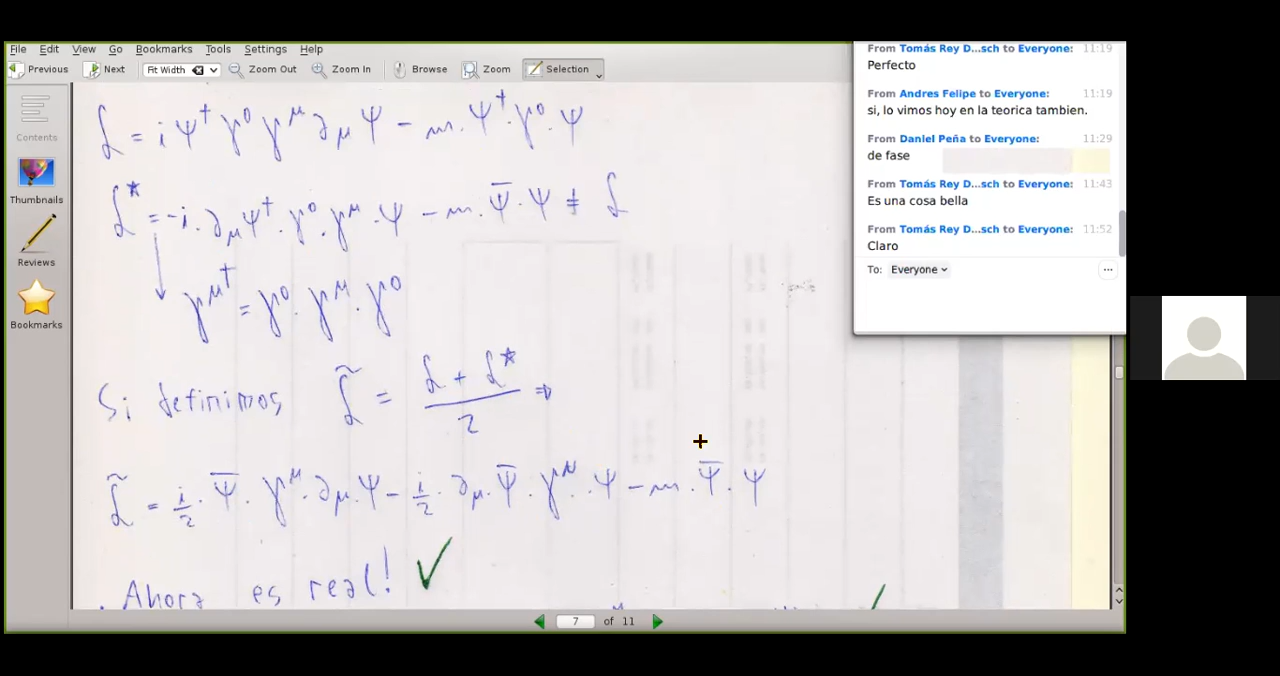 File Edit View Go Bookmarks Tools Settings Help
Previous Next Fit Width Zoom Out Zoom In Browse Zoom Selection
Contents
Thumbnails
Reviews
Bookmarks
ℒ = i Ψ† γ⁰ γ^μ ∂_μ Ψ - m. Ψ†. γ⁰. Ψ
ℒ* = -i. ∂_μ Ψ†. γ⁰. γ^μ. Ψ - m. Ψ̄. Ψ ≠ ℒ
γ^μ† = γ⁰. γ^μ. γ⁰
Si definimos ℒ̃ = (ℒ + ℒ*)/2 ⇒
ℒ̃ = i/2. Ψ̄. γ^μ. ∂_μ. Ψ - i/2. ∂_μ. Ψ̄. γ^μ. Ψ - m. Ψ̄. Ψ
. Ahora es real! ✓
7 of 11
From Tomás Rey D...sch to Everyone: 11:19
Perfecto
From Andres Felipe to Everyone: 11:19
si, lo vimos hoy en la teorica tambien.
From Daniel Peña to Everyone: 11:29
de fase
From Tomás Rey D...sch to Everyone: 11:43
Es una cosa bella
From Tomás Rey D...sch to Everyone: 11:52
Claro
To: Everyone